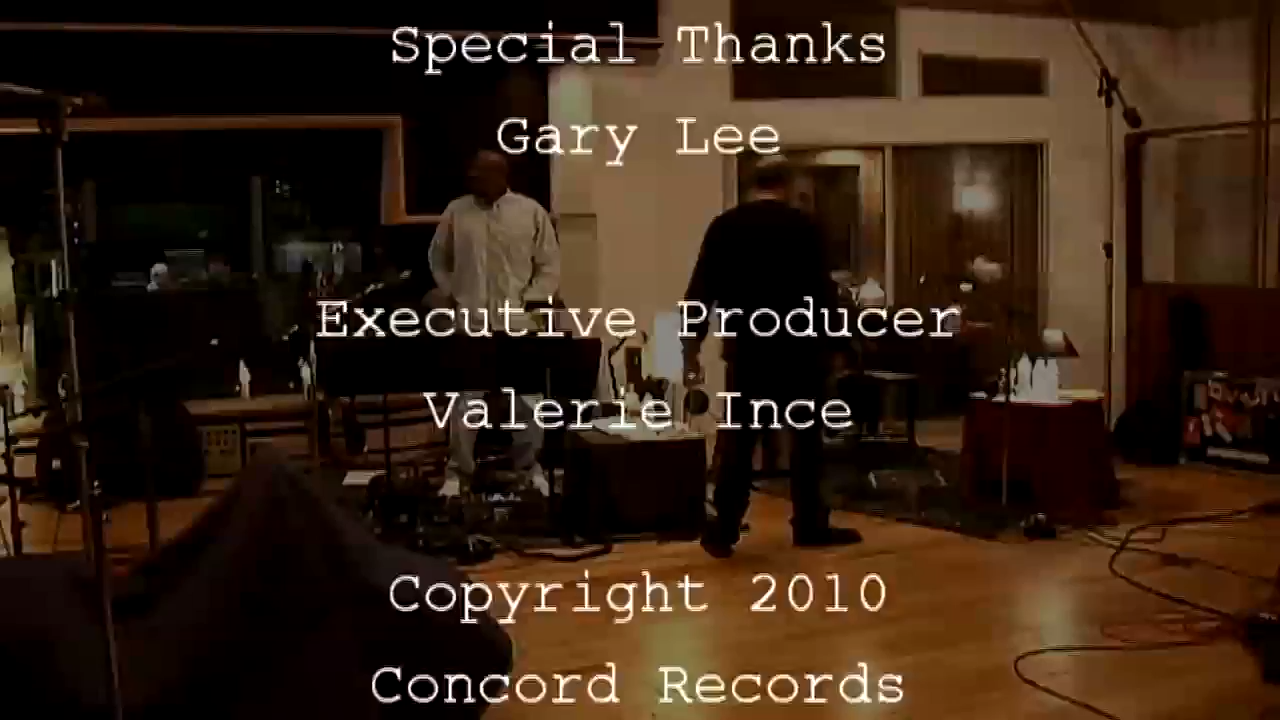 Special Thanks
Gary Lee
Executive Producer
Valerie Ince
Copyright 2010
Concord Records